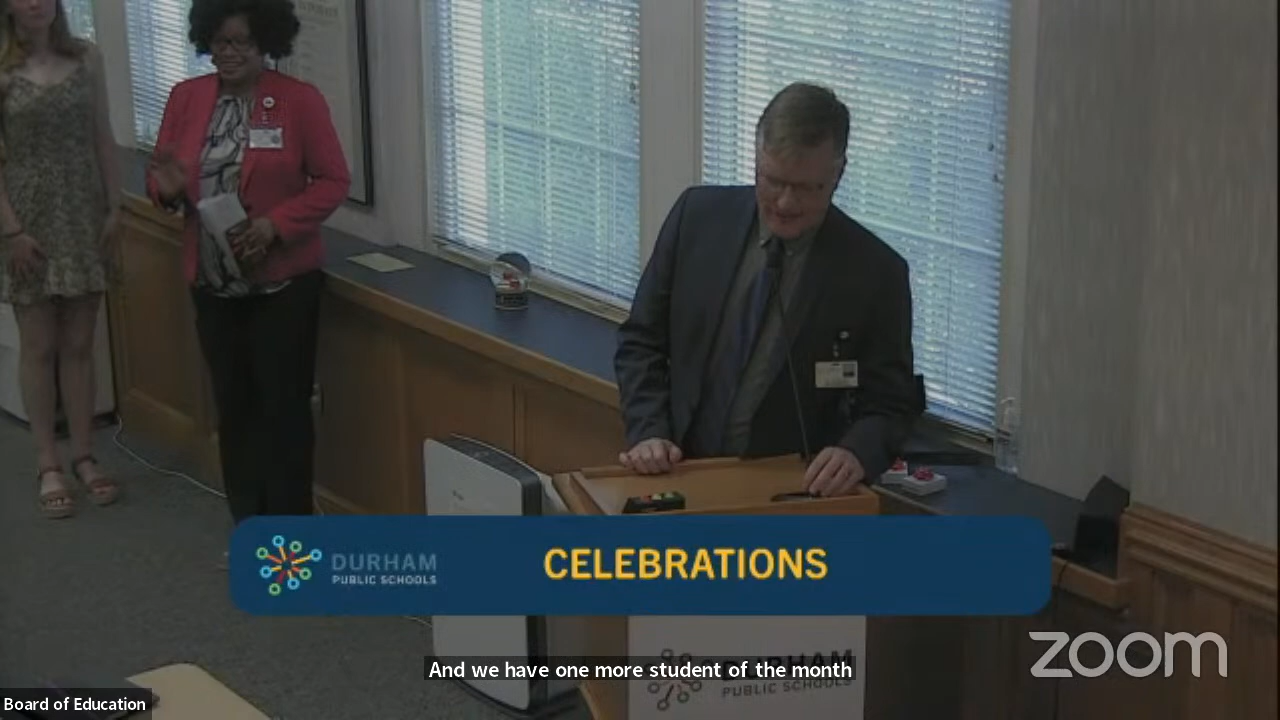 DURHAM
PUBLIC SCHOOLS
CELEBRATIONS
zoom
And we have one more student of the month
DURHAM
PUBLIC SCHOOLS
Board of Education